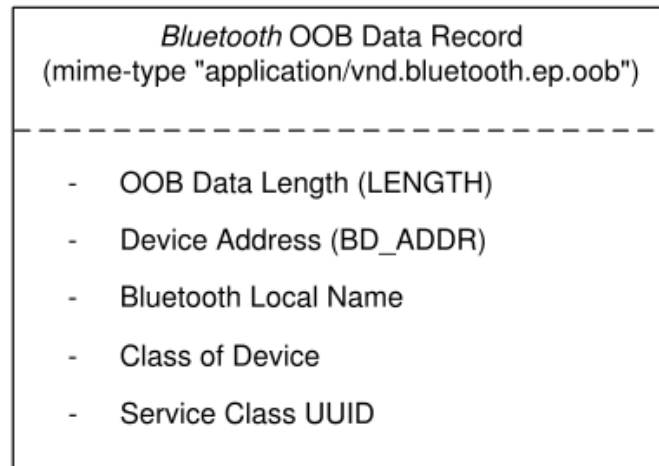 Bluetooth OOB Data Record
(mime-type "application/vnd.bluetooth.ep.oob")
- OOB Data Length (LENGTH)
- Device Address (BD_ADDR)
- Bluetooth Local Name
- Class of Device
- Service Class UUID